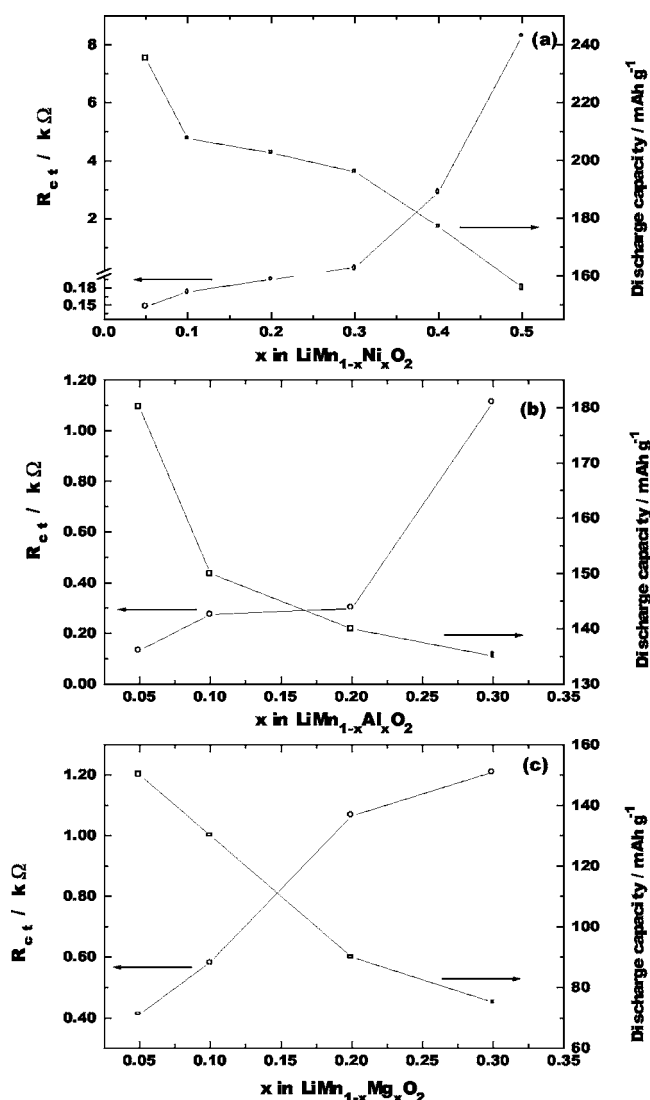 (a)
8
6
4
2
0.18
0.15
R_ct / k Ω
240
220
200
180
160
Discharge capacity / mAh g⁻¹
0.0 0.1 0.2 0.3 0.4 0.5
x in LiMn₁₋ₓNiₓO₂
(b)
1.20
1.00
0.80
0.60
0.40
0.20
0.00
R_ct / k Ω
180
170
160
150
140
130
Discharge capacity / mAh g⁻¹
0.05 0.10 0.15 0.20 0.25 0.30 0.35
x in LiMn₁₋ₓAlₓO₂
(c)
1.20
1.00
0.80
0.60
0.40
R_ct / k Ω
160
140
120
100
80
60
Discharge capacity / mAh g⁻¹
0.05 0.10 0.15 0.20 0.25 0.30 0.35
x in LiMn₁₋ₓMgₓO₂